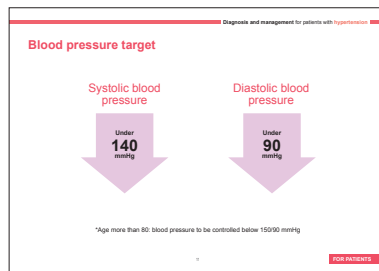 Diagnosis and management for patients with hypertension
Blood pressure target
Systolic blood
pressure
Diastolic blood
pressure
Under
140
mmHg
Under
90
mmHg
*Age more than 80: blood pressure to be controlled below 150/90 mmHg
FOR PATIENTS